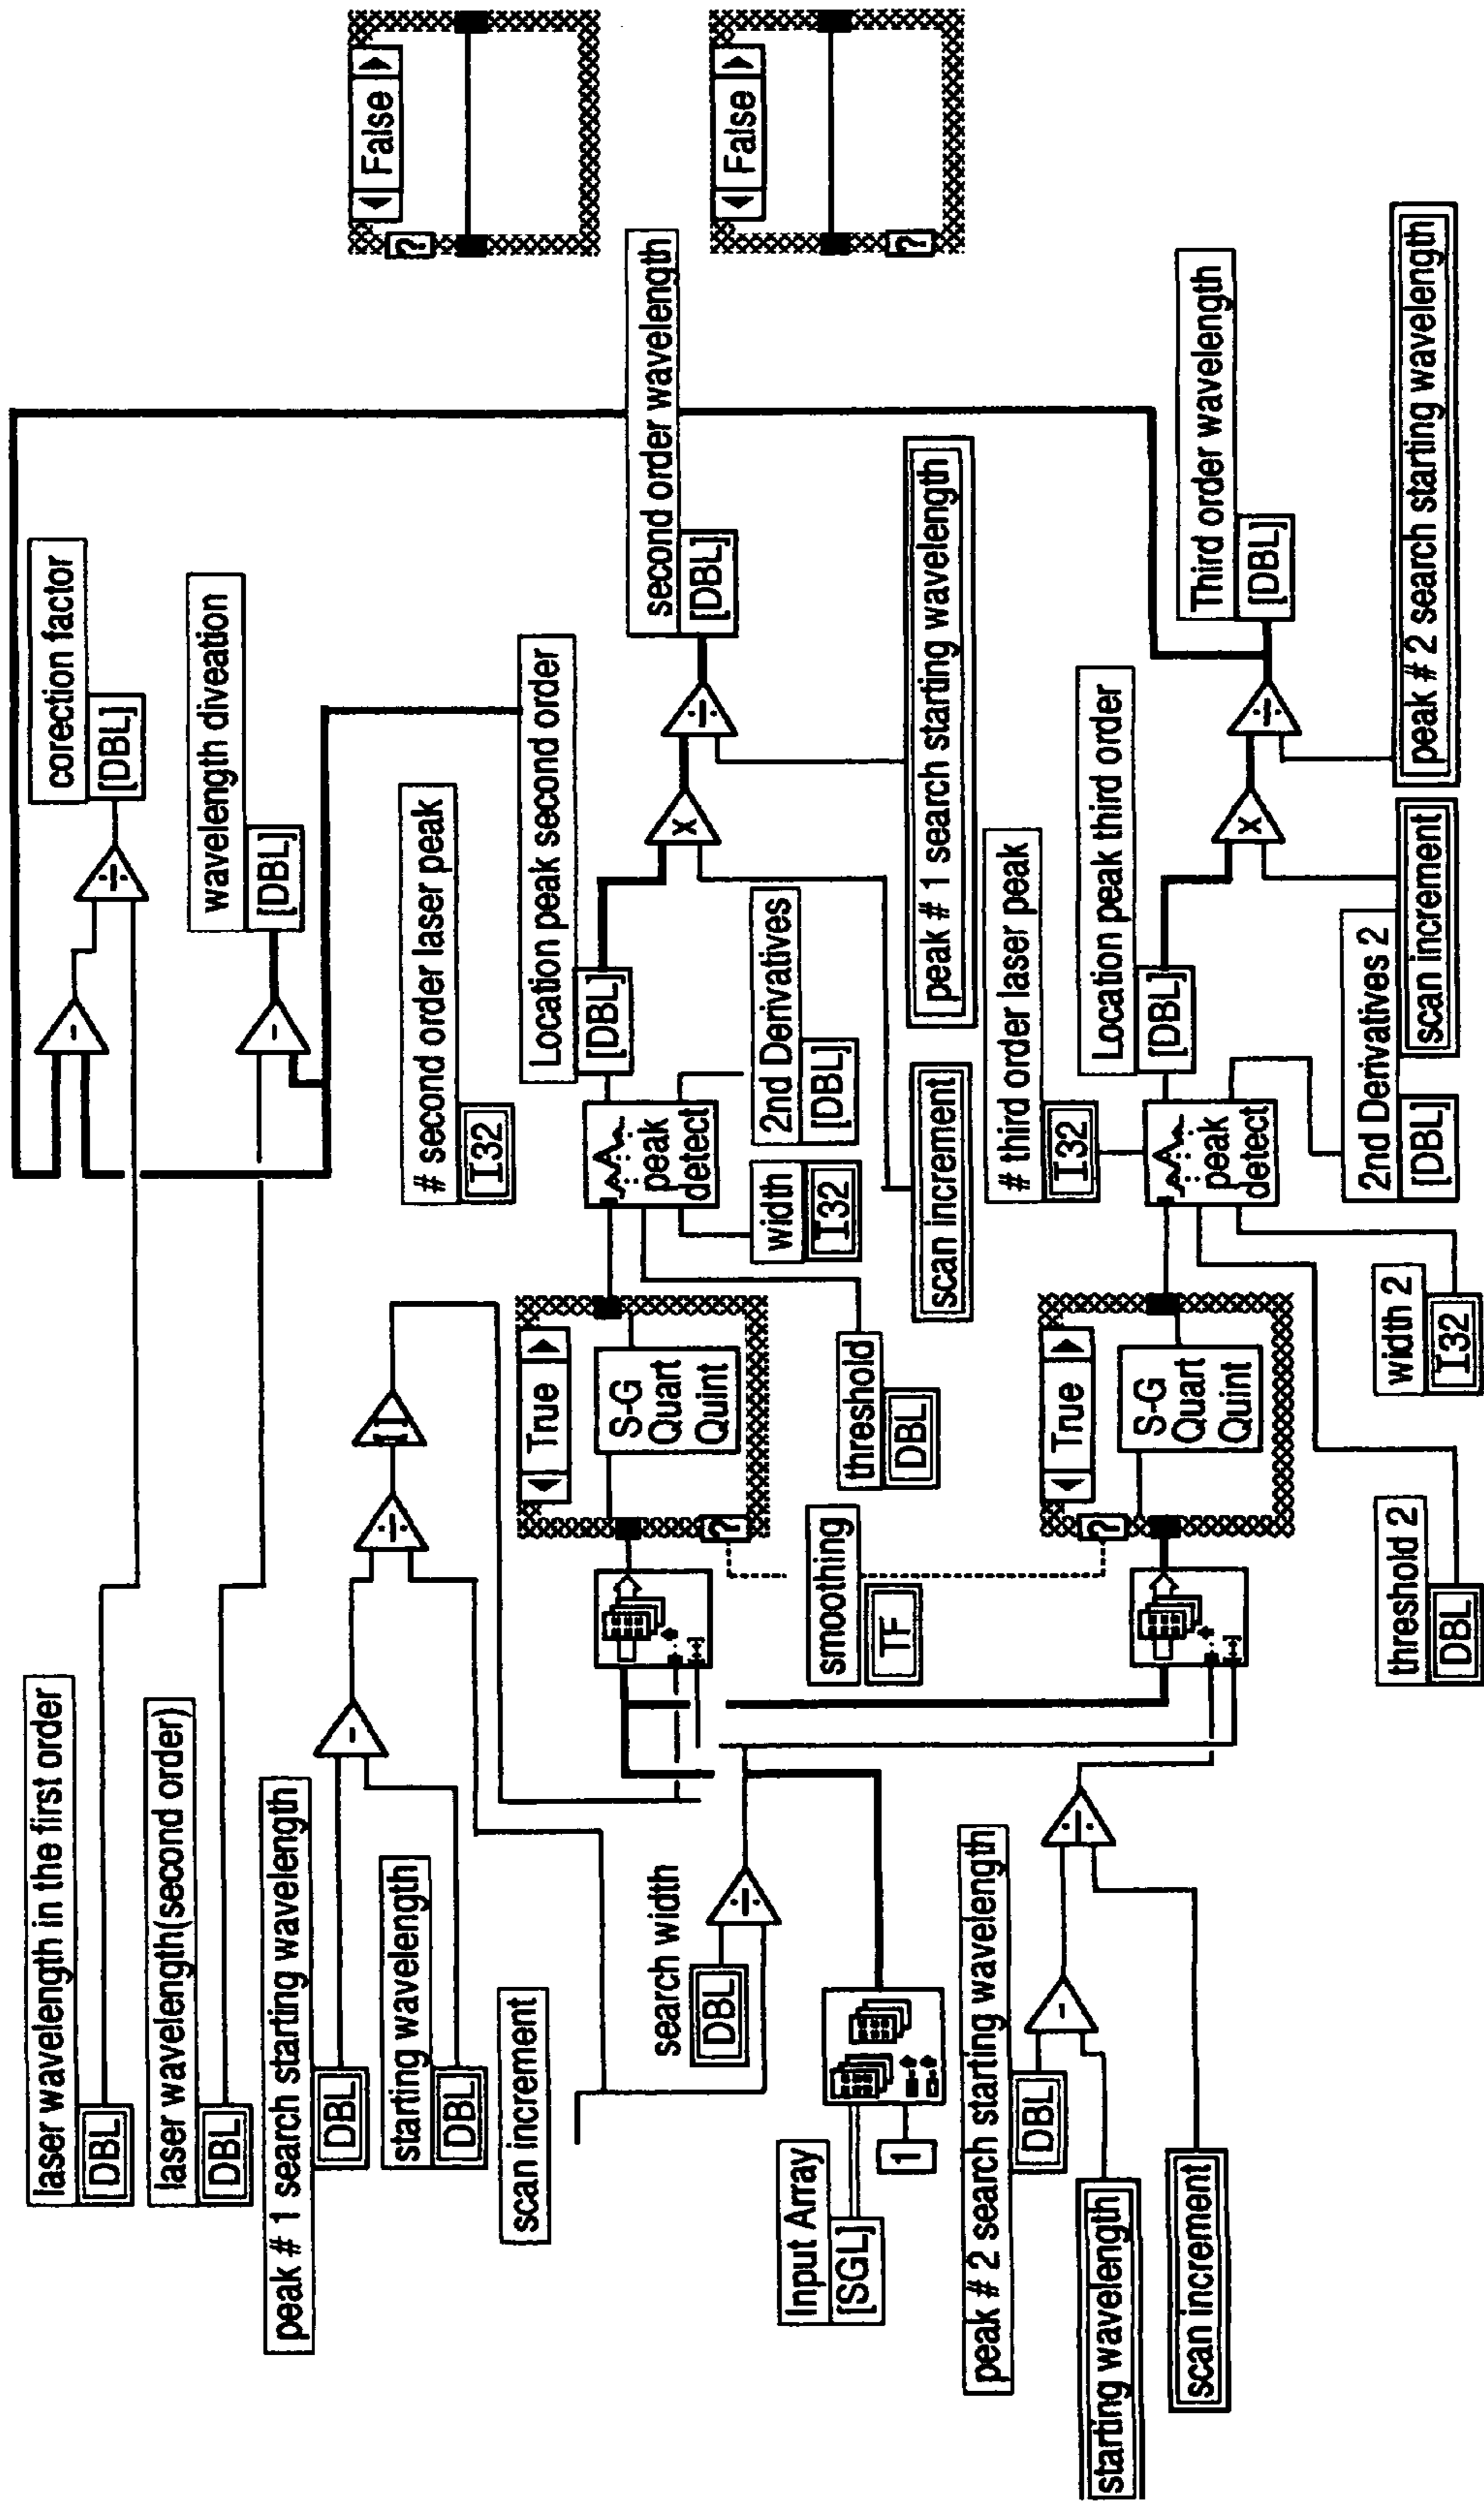 laser wavelength in the first order
DBL
laser wavelength(second order)
DBL
peak # 1 search starting wavelength
DBL
starting wavelength
DBL
scan increment
search width
DBL
Input Array
[SGL]
1
peak # 2 search starting wavelength
DBL
starting wavelength
scan increment
True
S-G
Quart
Quint
?
smoothing
TF
threshold
DBL
True
S-G
Quart
Quint
?
threshold 2
DBL
width 2
I32
corection factor
[DBL]
wavelength diveation
[DBL]
# second order laser peak
I32
Location peak second order
[DBL]
peak
detect
2nd Derivatives
[DBL]
width
I32
scan increment
# third order laser peak
I32
Location peak third order
[DBL]
peak
detect
2nd Derivatives 2
[DBL]
scan increment
second order wavelength
[DBL]
peak # 1 search starting wavelength
Third order wavelength
[DBL]
peak # 2 search starting wavelength
False
?
False
?